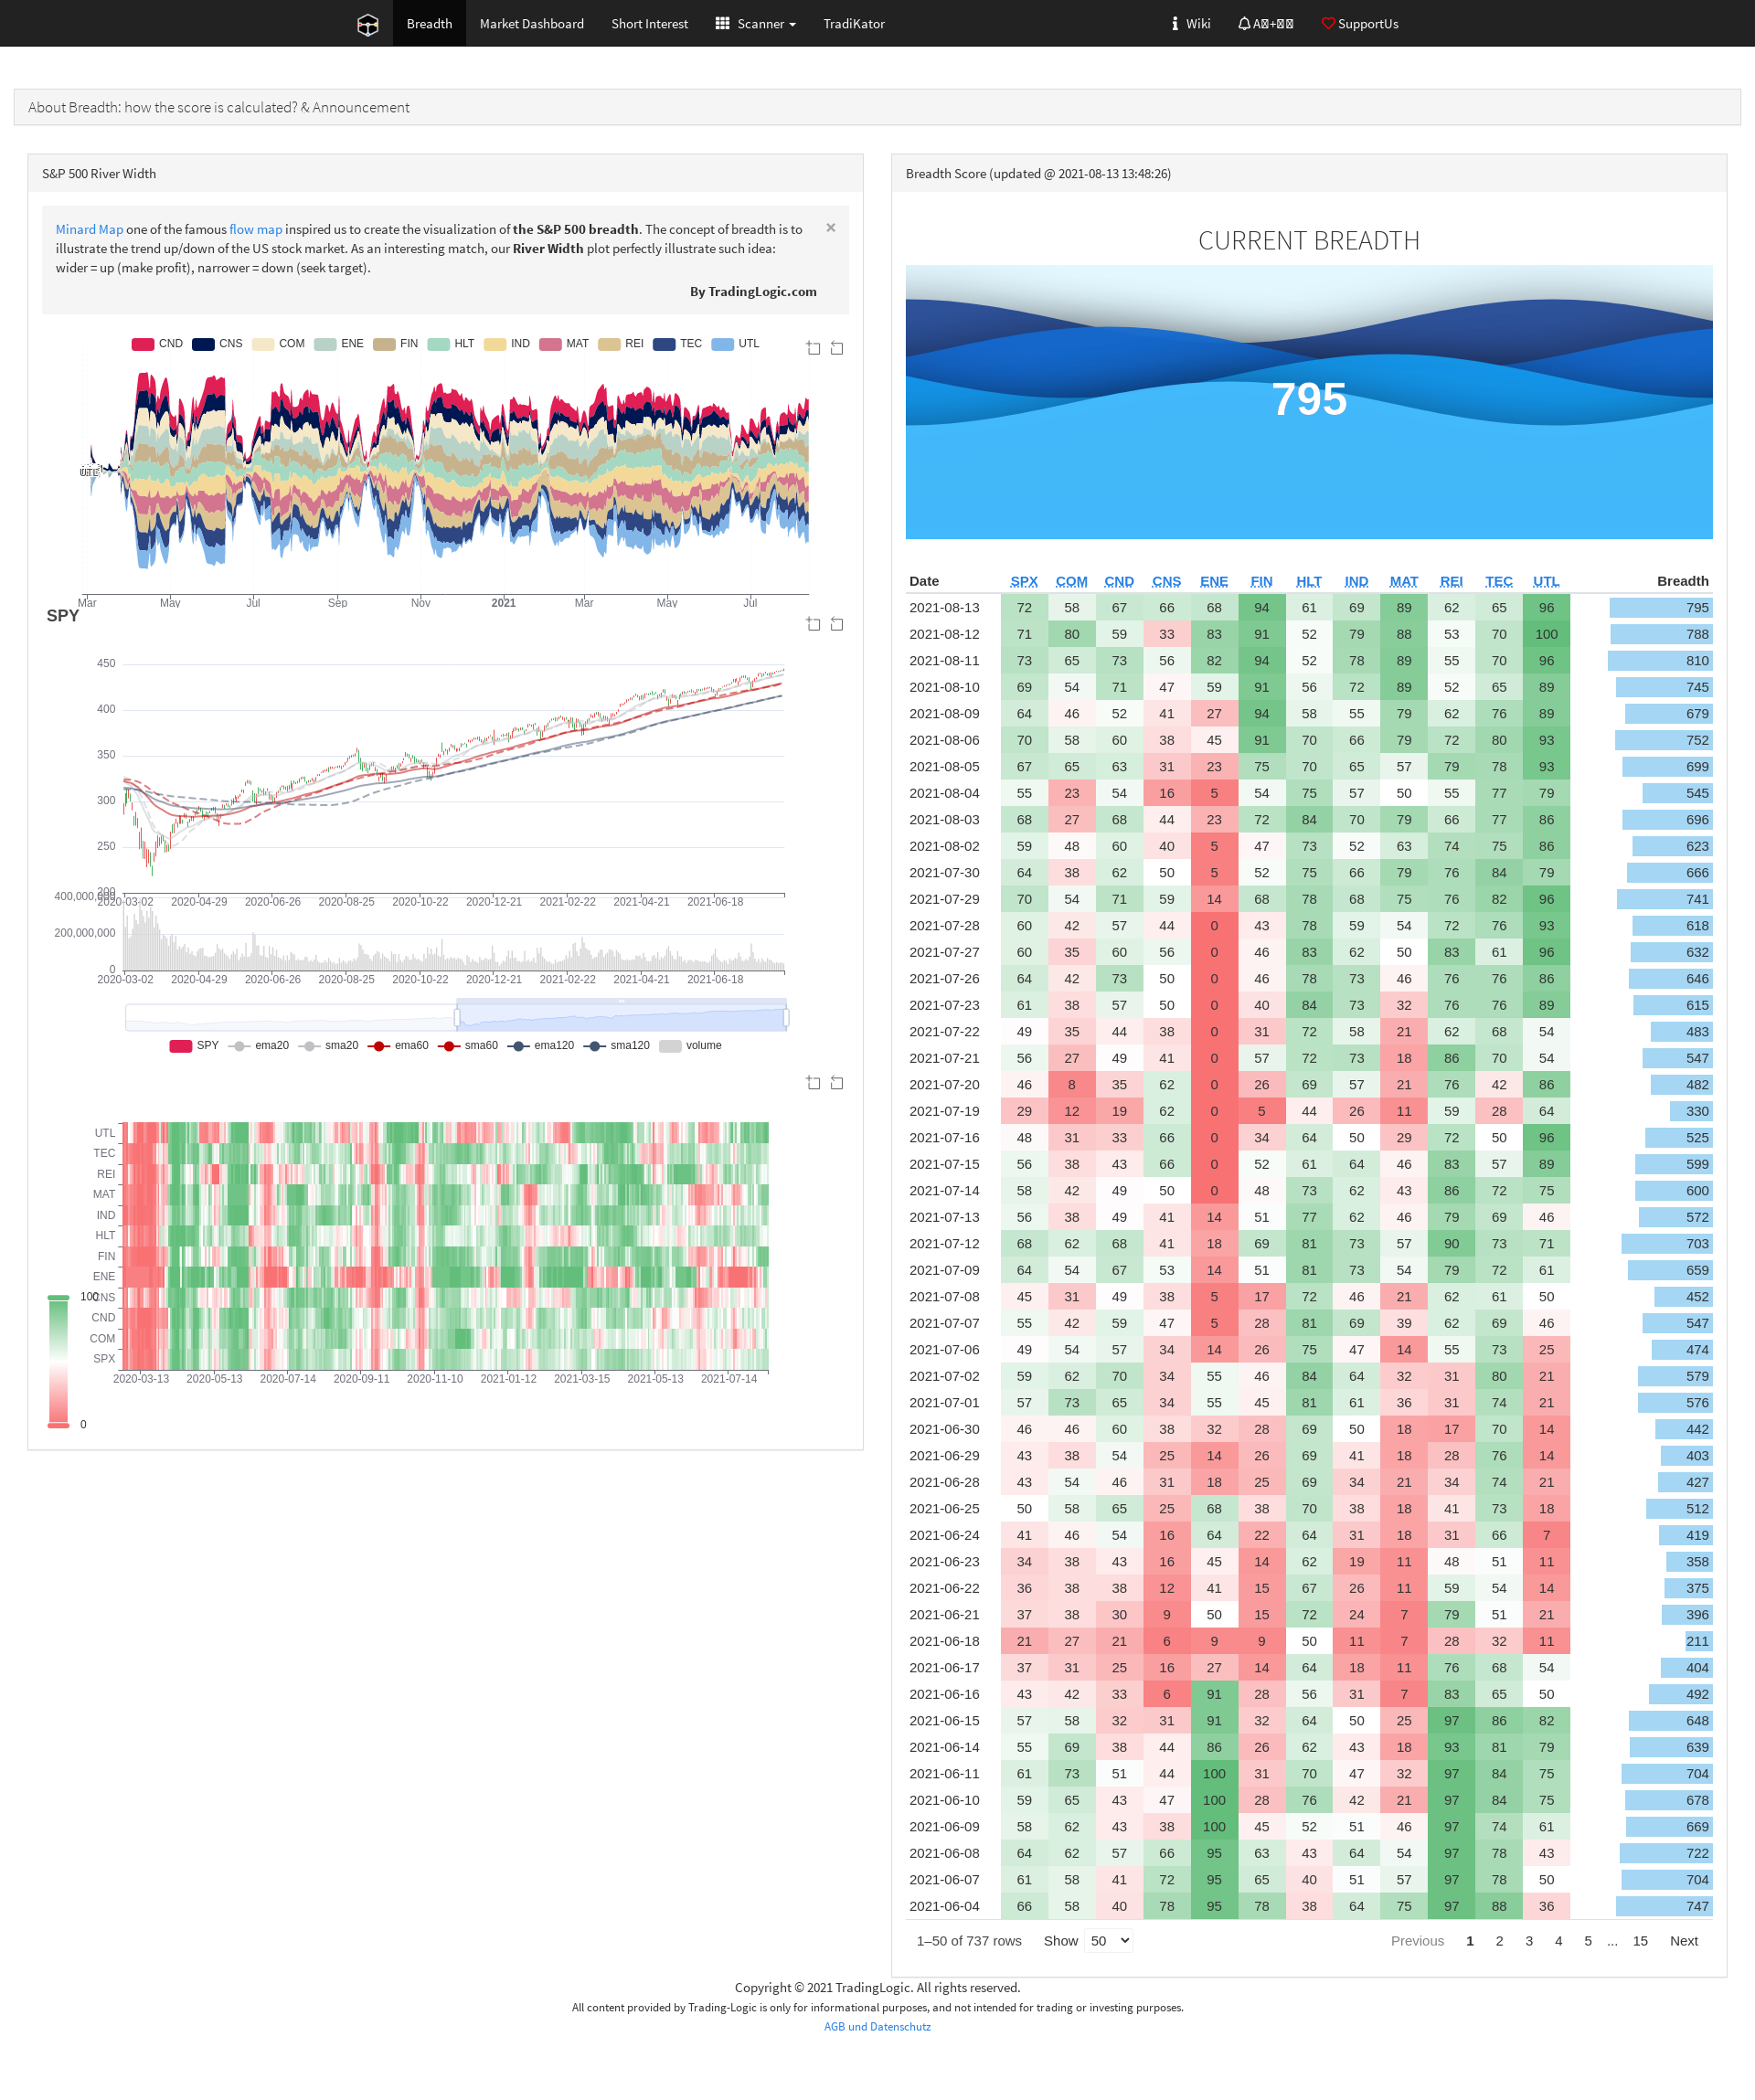 Breadth Market Dashboard Short Interest Scanner TradiKator Wiki SupportUs
About Breadth: how the score is calculated? & Announcement
S&P 500 River Width
Minard Map one of the famous flow map inspired us to create the visualization of the S&P 500 breadth. The concept of breadth is to
illustrate the trend up/down of the US stock market. As an interesting match, our River Width plot perfectly illustrate such idea:
wider = up (make profit), narrower = down (seek target).
×
By TradingLogic.com
CND CNS COM ENE FIN HLT IND MAT REI TEC UTL
UTL
Mar May Jul Sep Nov 2021 Mar May Jul
SPY
450
400
350
300
250
200
2020-03-02 2020-04-29 2020-06-26 2020-08-25 2020-10-22 2020-12-21 2021-02-22 2021-04-21 2021-06-18
400,000,000
200,000,000
0
2020-03-02 2020-04-29 2020-06-26 2020-08-25 2020-10-22 2020-12-21 2021-02-22 2021-04-21 2021-06-18
SPY ema20 sma20 ema60 sma60 ema120 sma120 volume
UTL
TEC
REI
MAT
IND
HLT
FIN
ENE
CNS
CND
COM
SPX
100
0
2020-03-13 2020-05-13 2020-07-14 2020-09-11 2020-11-10 2021-01-12 2021-03-15 2021-05-13 2021-07-14
Breadth Score (updated @ 2021-08-13 13:48:26)
CURRENT BREADTH
795
Date SPX COM CND CNS ENE FIN HLT IND MAT REI TEC UTL Breadth
2021-08-13 72 58 67 66 68 94 61 69 89 62 65 96 795
2021-08-12 71 80 59 33 83 91 52 79 88 53 70 100 788
2021-08-11 73 65 73 56 82 94 52 78 89 55 70 96 810
2021-08-10 69 54 71 47 59 91 56 72 89 52 65 89 745
2021-08-09 64 46 52 41 27 94 58 55 79 62 76 89 679
2021-08-06 70 58 60 38 45 91 70 66 79 72 80 93 752
2021-08-05 67 65 63 31 23 75 70 65 57 79 78 93 699
2021-08-04 55 23 54 16 5 54 75 57 50 55 77 79 545
2021-08-03 68 27 68 44 23 72 84 70 79 66 77 86 696
2021-08-02 59 48 60 40 5 47 73 52 63 74 75 86 623
2021-07-30 64 38 62 50 5 52 75 66 79 76 84 79 666
2021-07-29 70 54 71 59 14 68 78 68 75 76 82 96 741
2021-07-28 60 42 57 44 0 43 78 59 54 72 76 93 618
2021-07-27 60 35 60 56 0 46 83 62 50 83 61 96 632
2021-07-26 64 42 73 50 0 46 78 73 46 76 76 86 646
2021-07-23 61 38 57 50 0 40 84 73 32 76 76 89 615
2021-07-22 49 35 44 38 0 31 72 58 21 62 68 54 483
2021-07-21 56 27 49 41 0 57 72 73 18 86 70 54 547
2021-07-20 46 8 35 62 0 26 69 57 21 76 42 86 482
2021-07-19 29 12 19 62 0 5 44 26 11 59 28 64 330
2021-07-16 48 31 33 66 0 34 64 50 29 72 50 96 525
2021-07-15 56 38 43 66 0 52 61 64 46 83 57 89 599
2021-07-14 58 42 49 50 0 48 73 62 43 86 72 75 600
2021-07-13 56 38 49 41 14 51 77 62 46 79 69 46 572
2021-07-12 68 62 68 41 18 69 81 73 57 90 73 71 703
2021-07-09 64 54 67 53 14 51 81 73 54 79 72 61 659
2021-07-08 45 31 49 38 5 17 72 46 21 62 61 50 452
2021-07-07 55 42 59 47 5 28 81 69 39 62 69 46 547
2021-07-06 49 54 57 34 14 26 75 47 14 55 73 25 474
2021-07-02 59 62 70 34 55 46 84 64 32 31 80 21 579
2021-07-01 57 73 65 34 55 45 81 61 36 31 74 21 576
2021-06-30 46 46 60 38 32 28 69 50 18 17 70 14 442
2021-06-29 43 38 54 25 14 26 69 41 18 28 76 14 403
2021-06-28 43 54 46 31 18 25 69 34 21 34 74 21 427
2021-06-25 50 58 65 25 68 38 70 38 18 41 73 18 512
2021-06-24 41 46 54 16 64 22 64 31 18 31 66 7 419
2021-06-23 34 38 43 16 45 14 62 19 11 48 51 11 358
2021-06-22 36 38 38 12 41 15 67 26 11 59 54 14 375
2021-06-21 37 38 30 9 50 15 72 24 7 79 51 21 396
2021-06-18 21 27 21 6 9 9 50 11 7 28 32 11 211
2021-06-17 37 31 25 16 27 14 64 18 11 76 68 54 404
2021-06-16 43 42 33 6 91 28 56 31 7 83 65 50 492
2021-06-15 57 58 32 31 91 32 64 50 25 97 86 82 648
2021-06-14 55 69 38 44 86 26 62 43 18 93 81 79 639
2021-06-11 61 73 51 44 100 31 70 47 32 97 84 75 704
2021-06-10 59 65 43 47 100 28 76 42 21 97 84 75 678
2021-06-09 58 62 43 38 100 45 52 51 46 97 74 61 669
2021-06-08 64 62 57 66 95 63 43 64 54 97 78 43 722
2021-06-07 61 58 41 72 95 65 40 51 57 97 78 50 704
2021-06-04 66 58 40 78 95 78 38 64 75 97 88 36 747
1–50 of 737 rows Show 50 Previous 1 2 3 4 5 ... 15 Next
Copyright © 2021 TradingLogic. All rights reserved.
All content provided by Trading-Logic is only for informational purposes, and not intended for trading or investing purposes.
AGB und Datenschutz